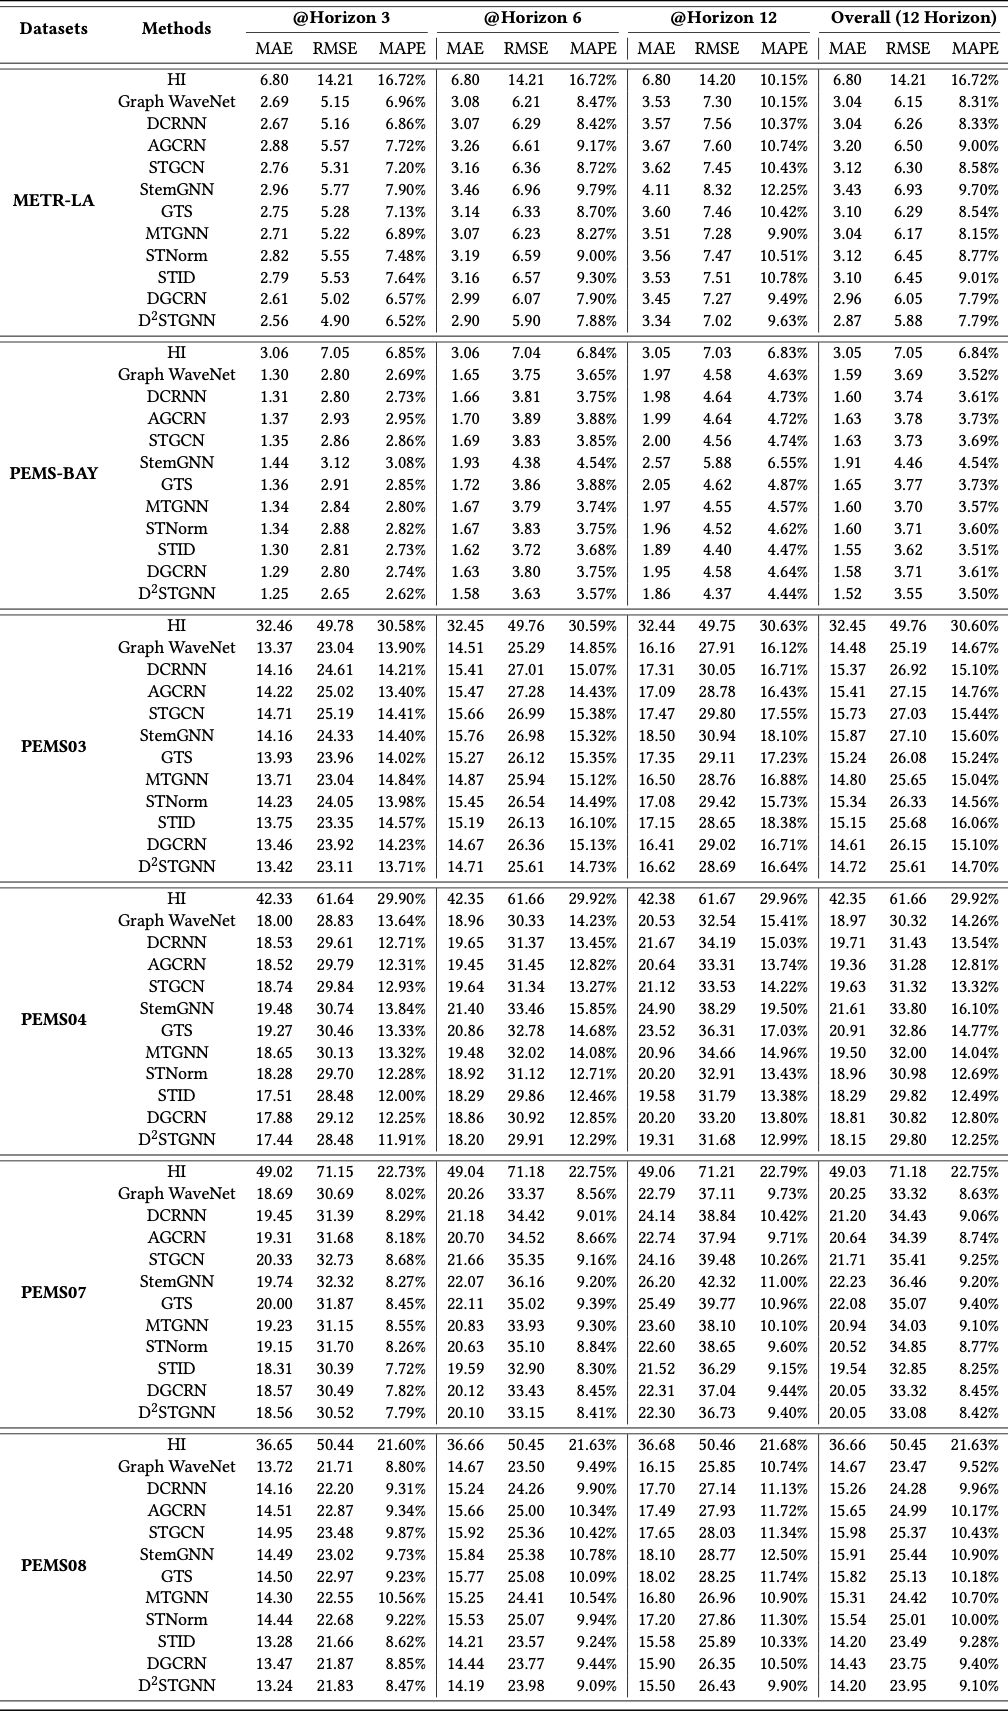 Datasets Methods @Horizon 3 @Horizon 6 @Horizon 12 Overall (12 Horizon)
MAE RMSE MAPE MAE RMSE MAPE MAE RMSE MAPE MAE RMSE MAPE
METR-LA
HI 6.80 14.21 16.72% 6.80 14.21 16.72% 6.80 14.20 10.15% 6.80 14.21 16.72%
Graph WaveNet 2.69 5.15 6.96% 3.08 6.21 8.47% 3.53 7.30 10.15% 3.04 6.15 8.31%
DCRNN 2.67 5.16 6.86% 3.07 6.29 8.42% 3.57 7.56 10.37% 3.04 6.26 8.33%
AGCRN 2.88 5.57 7.72% 3.26 6.61 9.17% 3.67 7.60 10.74% 3.20 6.50 9.00%
STGCN 2.76 5.31 7.20% 3.16 6.36 8.72% 3.62 7.45 10.43% 3.12 6.30 8.58%
StemGNN 2.96 5.77 7.90% 3.46 6.96 9.79% 4.11 8.32 12.25% 3.43 6.93 9.70%
GTS 2.75 5.28 7.13% 3.14 6.33 8.70% 3.60 7.46 10.42% 3.10 6.29 8.54%
MTGNN 2.71 5.22 6.89% 3.07 6.23 8.27% 3.51 7.28 9.90% 3.04 6.17 8.15%
STNorm 2.82 5.55 7.48% 3.19 6.59 9.00% 3.56 7.47 10.51% 3.12 6.45 8.77%
STID 2.79 5.53 7.64% 3.16 6.57 9.30% 3.53 7.51 10.78% 3.10 6.45 9.01%
DGCRN 2.61 5.02 6.57% 2.99 6.07 7.90% 3.45 7.27 9.49% 2.96 6.05 7.79%
D²STGNN 2.56 4.90 6.52% 2.90 5.90 7.88% 3.34 7.02 9.63% 2.87 5.88 7.79%
PEMS-BAY
HI 3.06 7.05 6.85% 3.06 7.04 6.84% 3.05 7.03 6.83% 3.05 7.05 6.84%
Graph WaveNet 1.30 2.80 2.69% 1.65 3.75 3.65% 1.97 4.58 4.63% 1.59 3.69 3.52%
DCRNN 1.31 2.80 2.73% 1.66 3.81 3.75% 1.98 4.64 4.73% 1.60 3.74 3.61%
AGCRN 1.37 2.93 2.95% 1.70 3.89 3.88% 1.99 4.64 4.72% 1.63 3.78 3.73%
STGCN 1.35 2.86 2.86% 1.69 3.83 3.85% 2.00 4.56 4.74% 1.63 3.73 3.69%
StemGNN 1.44 3.12 3.08% 1.93 4.38 4.54% 2.57 5.88 6.55% 1.91 4.46 4.54%
GTS 1.36 2.91 2.85% 1.72 3.86 3.88% 2.05 4.62 4.87% 1.65 3.77 3.73%
MTGNN 1.34 2.84 2.80% 1.67 3.79 3.74% 1.97 4.55 4.57% 1.60 3.70 3.57%
STNorm 1.34 2.88 2.82% 1.67 3.83 3.75% 1.96 4.52 4.62% 1.60 3.71 3.60%
STID 1.30 2.81 2.73% 1.62 3.72 3.68% 1.89 4.40 4.47% 1.55 3.62 3.51%
DGCRN 1.29 2.80 2.74% 1.63 3.80 3.75% 1.95 4.58 4.64% 1.58 3.71 3.61%
D²STGNN 1.25 2.65 2.62% 1.58 3.63 3.57% 1.86 4.37 4.44% 1.52 3.55 3.50%
PEMS03
HI 32.46 49.78 30.58% 32.45 49.76 30.59% 32.44 49.75 30.63% 32.45 49.76 30.60%
Graph WaveNet 13.37 23.04 13.90% 14.51 25.29 14.85% 16.16 27.91 16.12% 14.48 25.19 14.67%
DCRNN 14.16 24.61 14.21% 15.41 27.01 15.07% 17.31 30.05 16.71% 15.37 26.92 15.10%
AGCRN 14.22 25.02 13.40% 15.47 27.28 14.43% 17.09 28.78 16.43% 15.41 27.15 14.76%
STGCN 14.71 25.19 14.41% 15.66 26.99 15.38% 17.47 29.80 17.55% 15.73 27.03 15.44%
StemGNN 14.16 24.33 14.40% 15.76 26.98 15.32% 18.50 30.94 18.10% 15.87 27.10 15.60%
GTS 13.93 23.96 14.02% 15.27 26.12 15.35% 17.35 29.11 17.23% 15.24 26.08 15.24%
MTGNN 13.71 23.04 14.84% 14.87 25.94 15.12% 16.50 28.76 16.88% 14.80 25.65 15.04%
STNorm 14.23 24.05 13.98% 15.45 26.54 14.49% 17.08 29.42 15.73% 15.34 26.33 14.56%
STID 13.75 23.35 14.57% 15.19 26.13 16.10% 17.15 28.65 18.38% 15.15 25.68 16.06%
DGCRN 13.46 23.92 14.23% 14.67 26.36 15.13% 16.41 29.02 16.71% 14.61 26.15 15.10%
D²STGNN 13.42 23.11 13.71% 14.71 25.61 14.73% 16.62 28.69 16.64% 14.72 25.61 14.70%
PEMS04
HI 42.33 61.64 29.90% 42.35 61.66 29.92% 42.38 61.67 29.96% 42.35 61.66 29.92%
Graph WaveNet 18.00 28.83 13.64% 18.96 30.33 14.23% 20.53 32.54 15.41% 18.97 30.32 14.26%
DCRNN 18.53 29.61 12.71% 19.65 31.37 13.45% 21.67 34.19 15.03% 19.71 31.43 13.54%
AGCRN 18.52 29.79 12.31% 19.45 31.45 12.82% 20.64 33.31 13.74% 19.36 31.28 12.81%
STGCN 18.74 29.84 12.93% 19.64 31.34 13.27% 21.12 33.53 14.22% 19.63 31.32 13.32%
StemGNN 19.48 30.74 13.84% 21.40 33.46 15.85% 24.90 38.29 19.50% 21.61 33.80 16.10%
GTS 19.27 30.46 13.33% 20.86 32.78 14.68% 23.52 36.31 17.03% 20.91 32.86 14.77%
MTGNN 18.65 30.13 13.32% 19.48 32.02 14.08% 20.96 34.66 14.96% 19.50 32.00 14.04%
STNorm 18.28 29.70 12.28% 18.92 31.12 12.71% 20.20 32.91 13.43% 18.96 30.98 12.69%
STID 17.51 28.48 12.00% 18.29 29.86 12.46% 19.58 31.79 13.38% 18.29 29.82 12.49%
DGCRN 17.88 29.12 12.25% 18.86 30.92 12.85% 20.20 33.20 13.80% 18.81 30.82 12.80%
D²STGNN 17.44 28.48 11.91% 18.20 29.91 12.29% 19.31 31.68 12.99% 18.15 29.80 12.25%
PEMS07
HI 49.02 71.15 22.73% 49.04 71.18 22.75% 49.06 71.21 22.79% 49.03 71.18 22.75%
Graph WaveNet 18.69 30.69 8.02% 20.26 33.37 8.56% 22.79 37.11 9.73% 20.25 33.32 8.63%
DCRNN 19.45 31.39 8.29% 21.18 34.42 9.01% 24.14 38.84 10.42% 21.20 34.43 9.06%
AGCRN 19.31 31.68 8.18% 20.70 34.52 8.66% 22.74 37.94 9.71% 20.64 34.39 8.74%
STGCN 20.33 32.73 8.68% 21.66 35.35 9.16% 24.16 39.48 10.26% 21.71 35.41 9.25%
StemGNN 19.74 32.32 8.27% 22.07 36.16 9.20% 26.20 42.32 11.00% 22.23 36.46 9.20%
GTS 20.00 31.87 8.45% 22.11 35.02 9.39% 25.49 39.77 10.96% 22.08 35.07 9.40%
MTGNN 19.23 31.15 8.55% 20.83 33.93 9.30% 23.60 38.10 10.10% 20.94 34.03 9.10%
STNorm 19.15 31.70 8.26% 20.63 35.10 8.84% 22.60 38.65 9.60% 20.52 34.85 8.77%
STID 18.31 30.39 7.72% 19.59 32.90 8.30% 21.52 36.29 9.15% 19.54 32.85 8.25%
DGCRN 18.57 30.49 7.82% 20.12 33.43 8.45% 22.31 37.04 9.44% 20.05 33.32 8.45%
D²STGNN 18.56 30.52 7.79% 20.10 33.15 8.41% 22.30 36.73 9.40% 20.05 33.08 8.42%
PEMS08
HI 36.65 50.44 21.60% 36.66 50.45 21.63% 36.68 50.46 21.68% 36.66 50.45 21.63%
Graph WaveNet 13.72 21.71 8.80% 14.67 23.50 9.49% 16.15 25.85 10.74% 14.67 23.47 9.52%
DCRNN 14.16 22.20 9.31% 15.24 24.26 9.90% 17.70 27.14 11.13% 15.26 24.28 9.96%
AGCRN 14.51 22.87 9.34% 15.66 25.00 10.34% 17.49 27.93 11.72% 15.65 24.99 10.17%
STGCN 14.95 23.48 9.87% 15.92 25.36 10.42% 17.65 28.03 11.34% 15.98 25.37 10.43%
StemGNN 14.49 23.02 9.73% 15.84 25.38 10.78% 18.10 28.77 12.50% 15.91 25.44 10.90%
GTS 14.50 22.97 9.23% 15.77 25.08 10.09% 18.02 28.25 11.74% 15.82 25.13 10.18%
MTGNN 14.30 22.55 10.56% 15.25 24.41 10.54% 16.80 26.96 10.90% 15.31 24.42 10.70%
STNorm 14.44 22.68 9.22% 15.53 25.07 9.94% 17.20 27.86 11.30% 15.54 25.01 10.00%
STID 13.28 21.66 8.62% 14.21 23.57 9.24% 15.58 25.89 10.33% 14.20 23.49 9.28%
DGCRN 13.47 21.87 8.85% 14.44 23.77 9.44% 15.90 26.35 10.50% 14.43 23.75 9.40%
D²STGNN 13.24 21.83 8.47% 14.19 23.98 9.09% 15.50 26.43 9.90% 14.20 23.95 9.10%